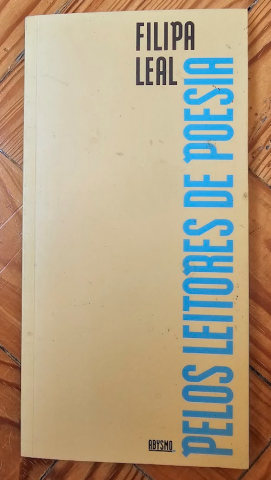 FILIPA
LEAL
PELOS LEITORES DE POESIA
ABYSMO